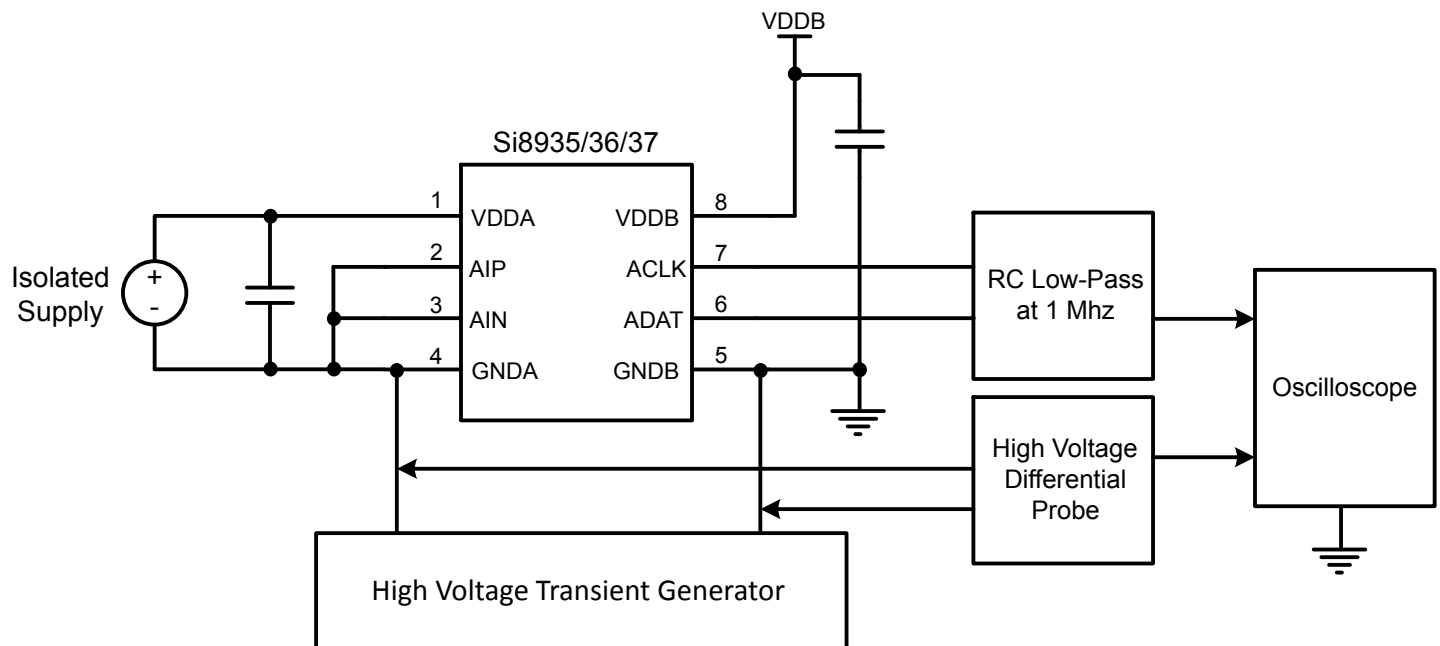 VDDB
Si8935/36/37
1
VDDA
VDDB
8
2
AIP
ACLK
7
3
AIN
ADAT
6
4
GNDA
GNDB
5
Isolated
Supply
+
-
RC Low-Pass
at 1 Mhz
Oscilloscope
High Voltage
Differential
Probe
High Voltage Transient Generator